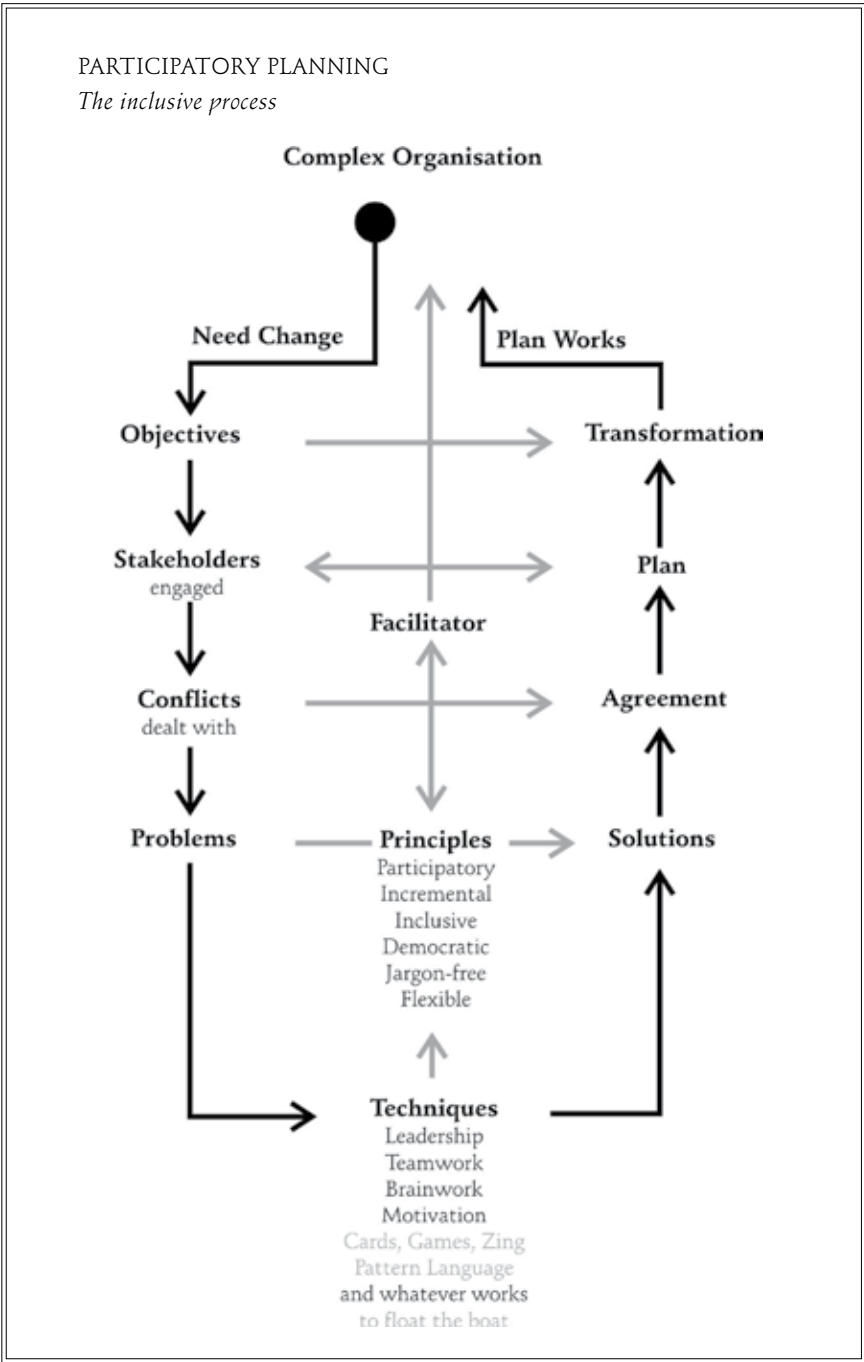 PARTICIPATORY PLANNING
The inclusive process
Complex Organisation
Need Change
Plan Works
Objectives
Transformation
Stakeholders
engaged
Plan
Facilitator
Conflicts
dealt with
Agreement
Problems
Principles
Participatory
Incremental
Inclusive
Democratic
Jargon-free
Flexible
Solutions
Techniques
Leadership
Teamwork
Brainwork
Motivation
Cards, Games, Zing
Pattern Language
and whatever works
to float the boat